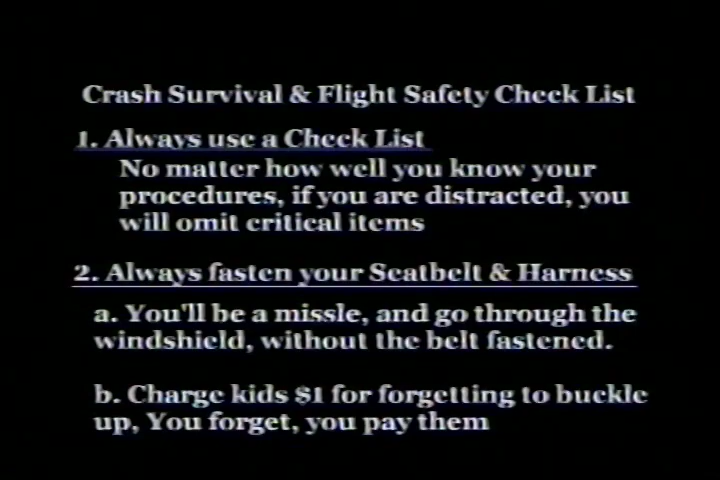 Crash Survival & Flight Safety Check List
1. Always use a Check List
No matter how well you know your
procedures, if you are distracted, you
will omit critical items
2. Always fasten your Seatbelt & Harness
a. You'll be a missle, and go through the
windshield, without the belt fastened.
b. Charge kids $1 for forgetting to buckle
up, You forget, you pay them